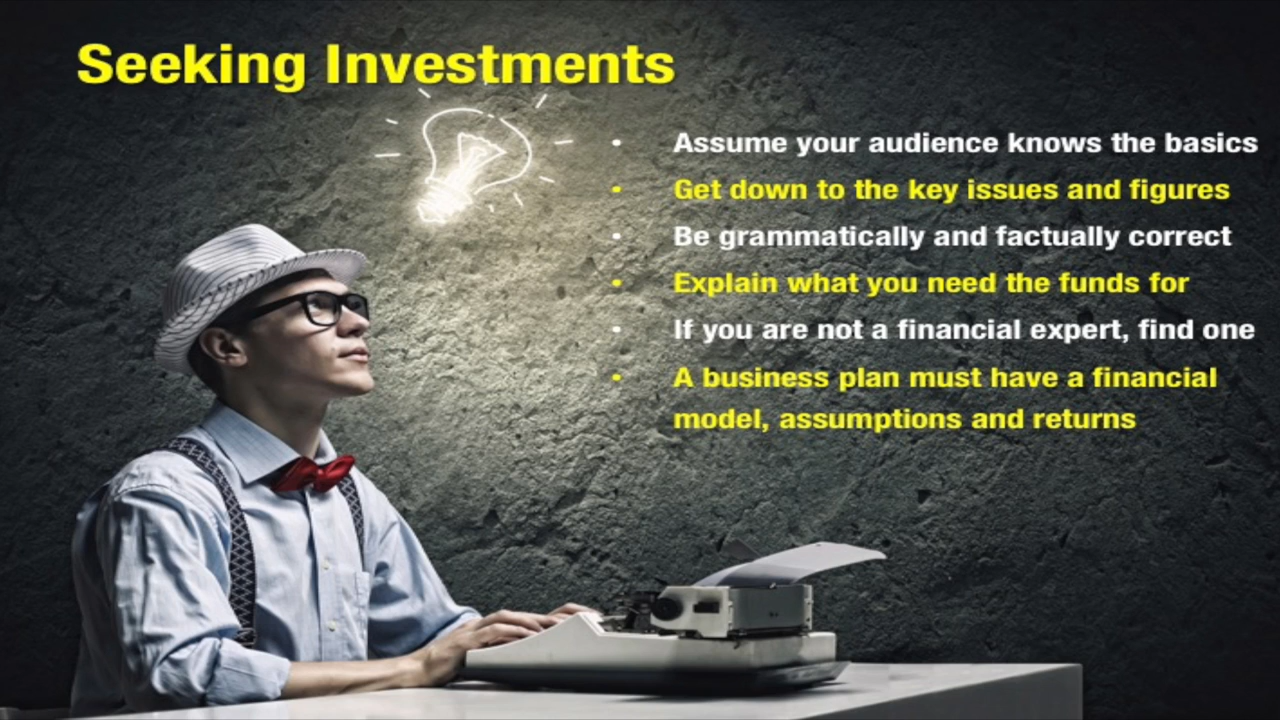 Seeking Investments
• Assume your audience knows the basics
• Get down to the key issues and figures
• Be grammatically and factually correct
• Explain what you need the funds for
• If you are not a financial expert, find one
• A business plan must have a financial
model, assumptions and returns